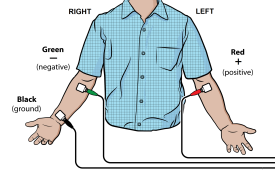 RIGHT
LEFT
Green
—
(negative)
Red
+
(positive)
Black
(ground)